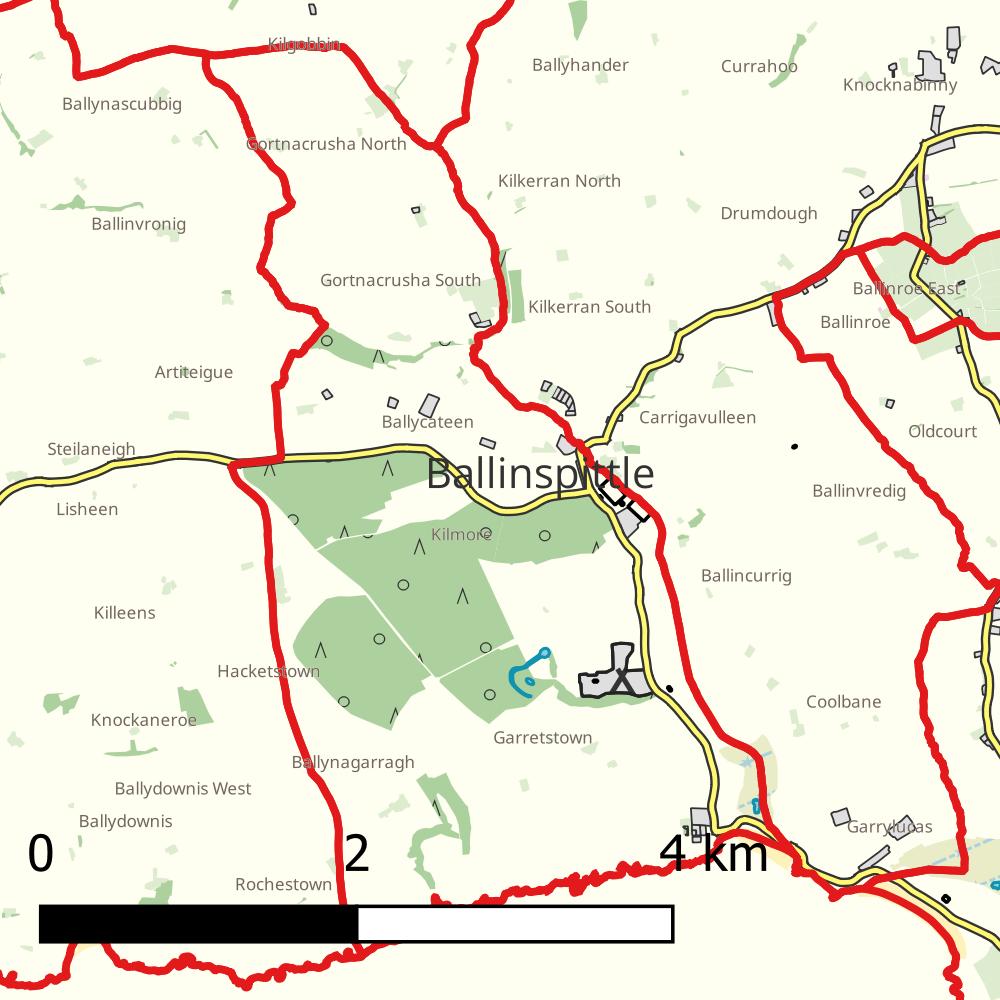 Kilgobbin
Ballyhander
Currahoo
Knocknabinny
Ballynascubbig
Gortnacrusha North
Kilkerran North
Drumdough
Ballinvronig
Gortnacrusha South
Ballinroe East
Kilkerran South
Ballinroe
Artiteigue
Carrigavulleen
Ballycateen
Oldcourt
Steilaneigh
Ballinspittle
Ballinvredig
Lisheen
Kilmore
Ballincurrig
Killeens
Hacketstown
Coolbane
Knockaneroe
Garretstown
Ballynagarragh
Ballydownis West
Ballydownis
Garrylucas
0 2 4 km
Rochestown